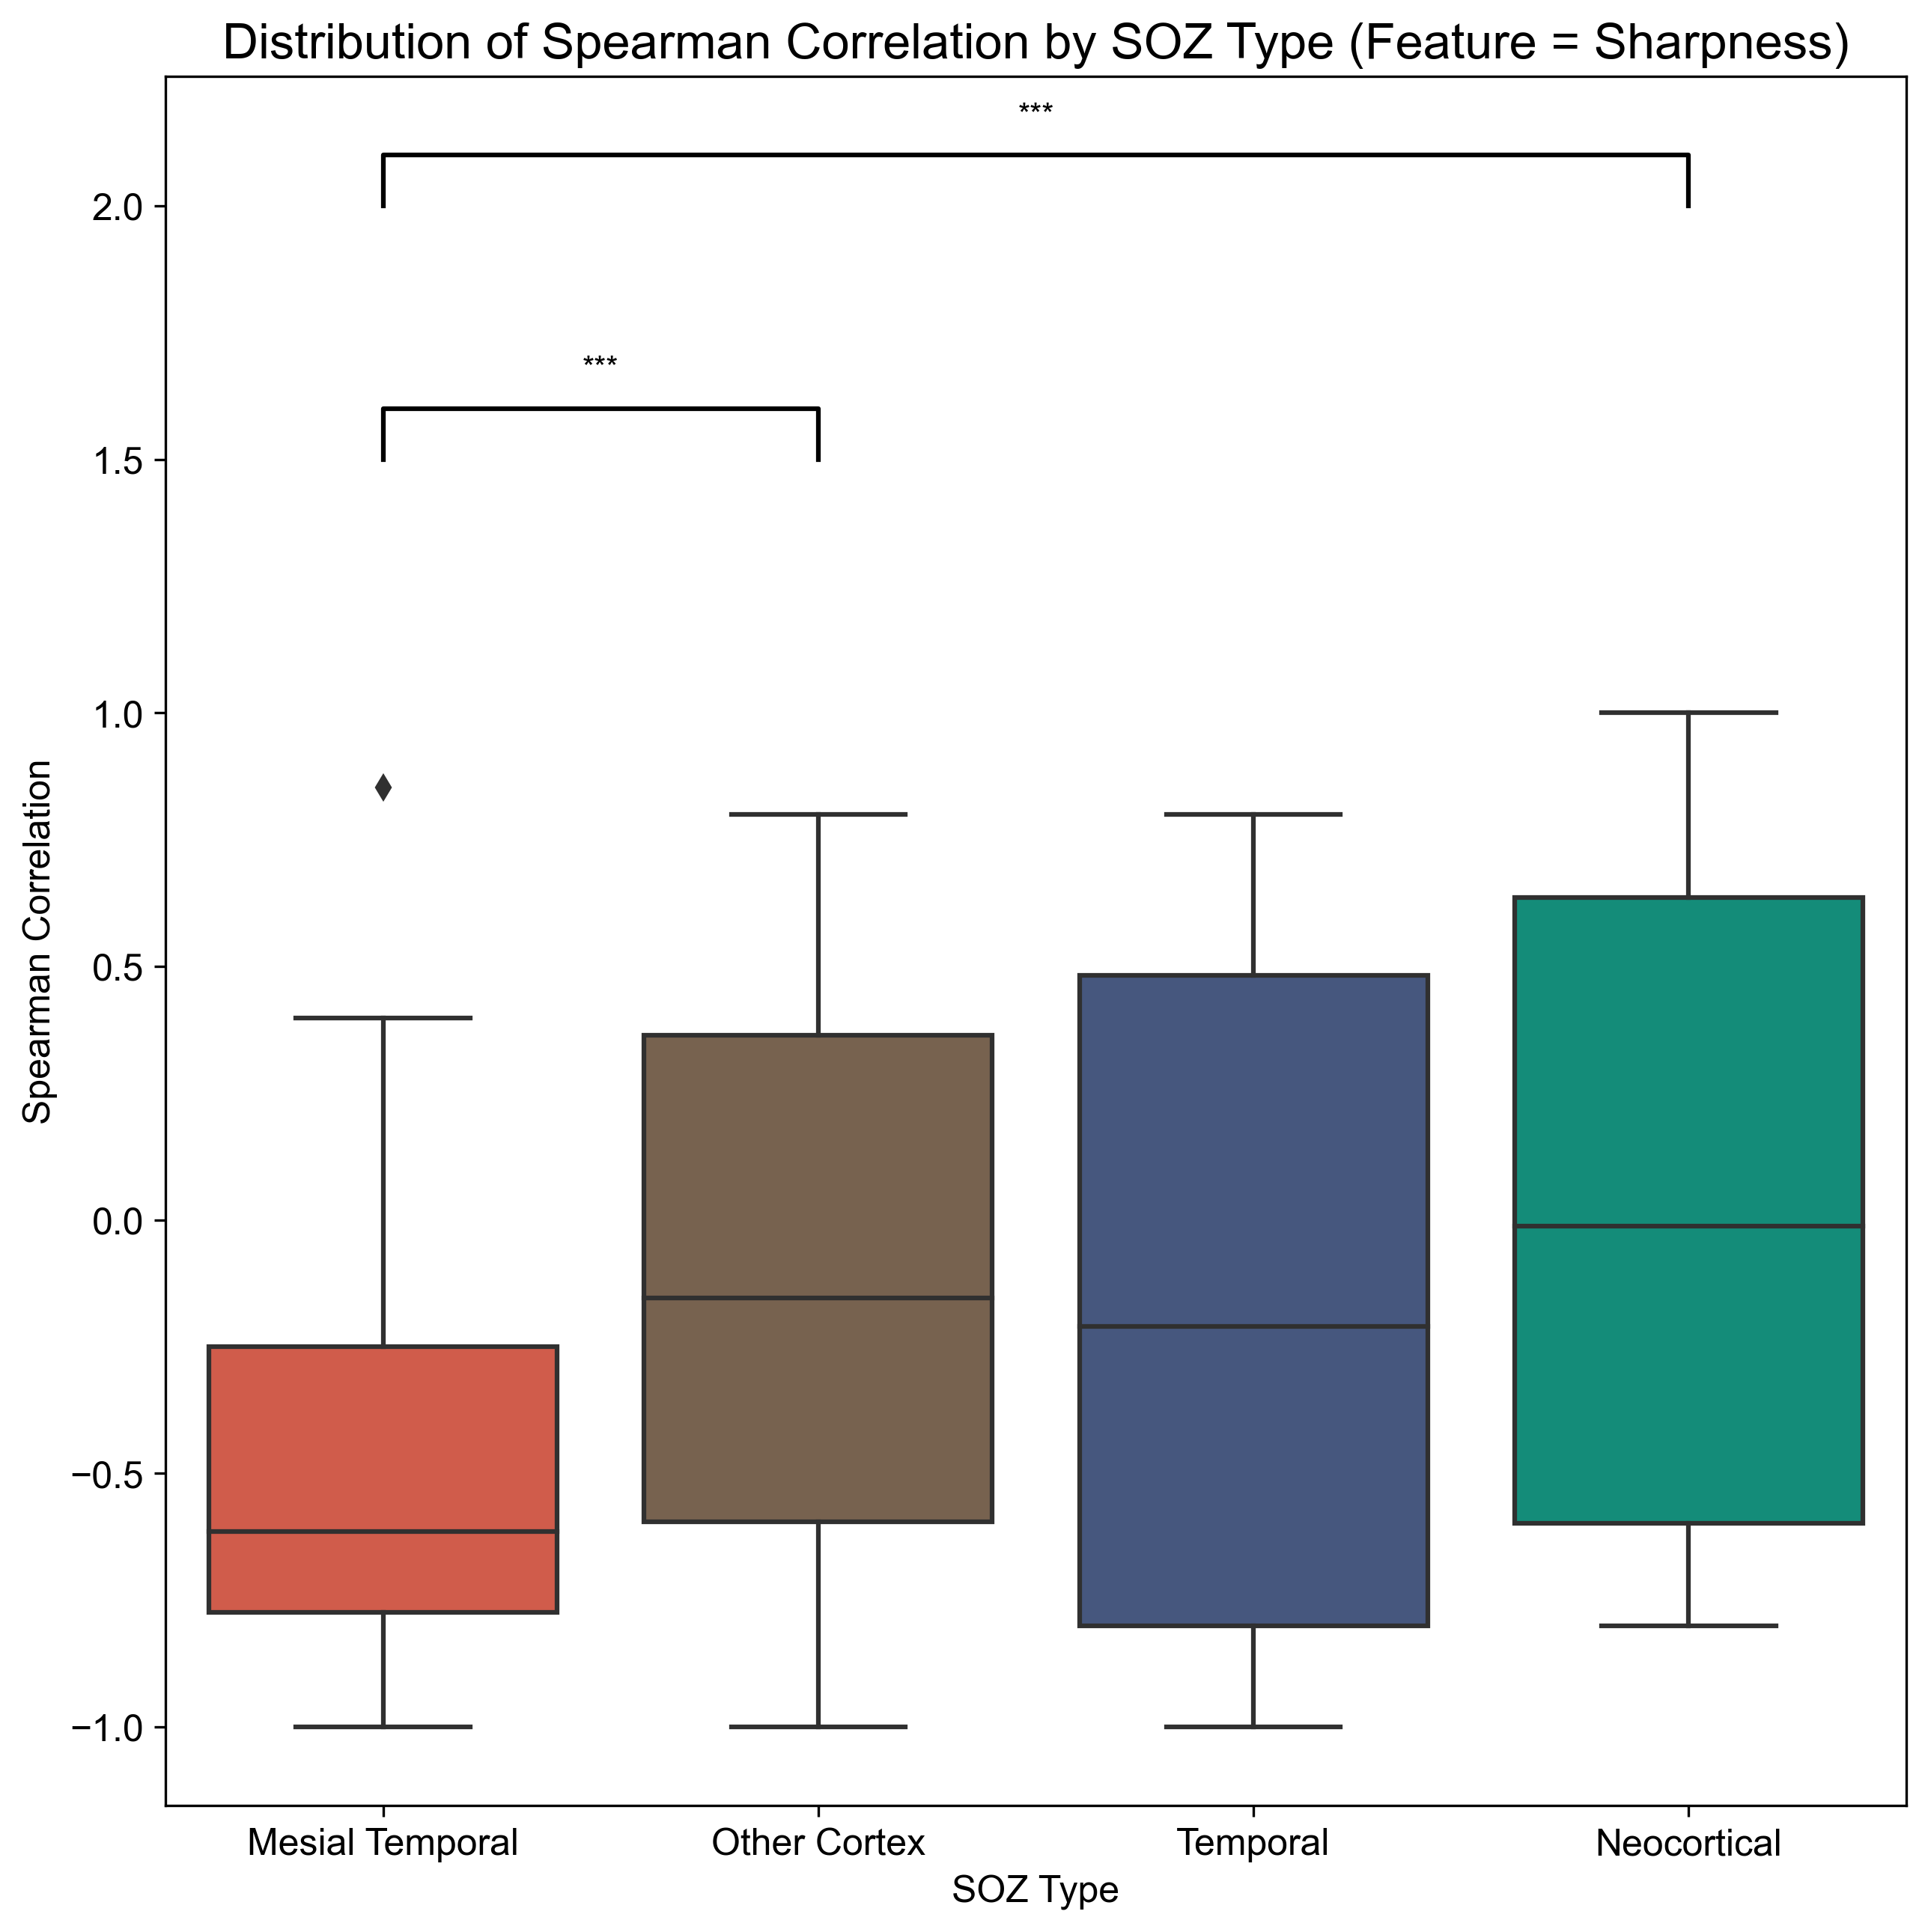 Distribution of Spearman Correlation by SOZ Type (Feature = Sharpness)
***
***
2.0
1.5
1.0
0.5
0.0
−0.5
−1.0
Spearman Correlation
Mesial Temporal
Other Cortex
Temporal
Neocortical
SOZ Type